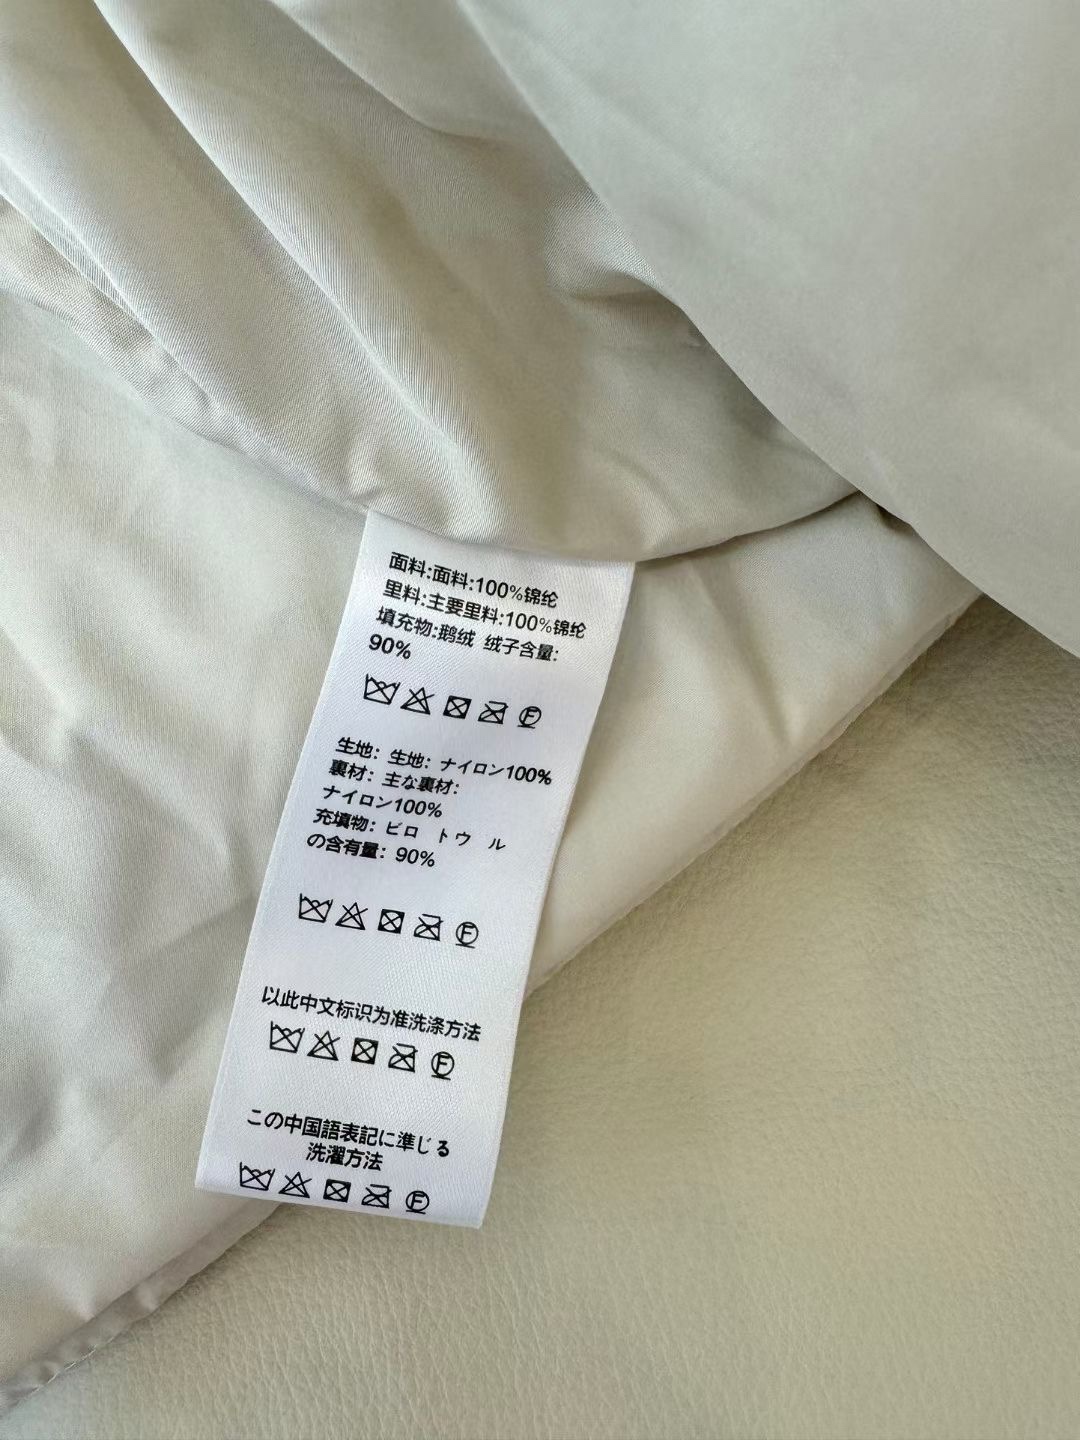 面料:面料:100%锦纶
里料:主要里料:100%锦纶
填充物:鹅绒 绒子含量:
90%
F
生地: 生地: ナイロン100%
裏材: 主な裏材:
ナイロン100%
充填物: ビロ トウ ル
の含有量: 90%
F
以此中文标识为准洗涤方法
F
この中国語表記に準じる
洗濯方法
F